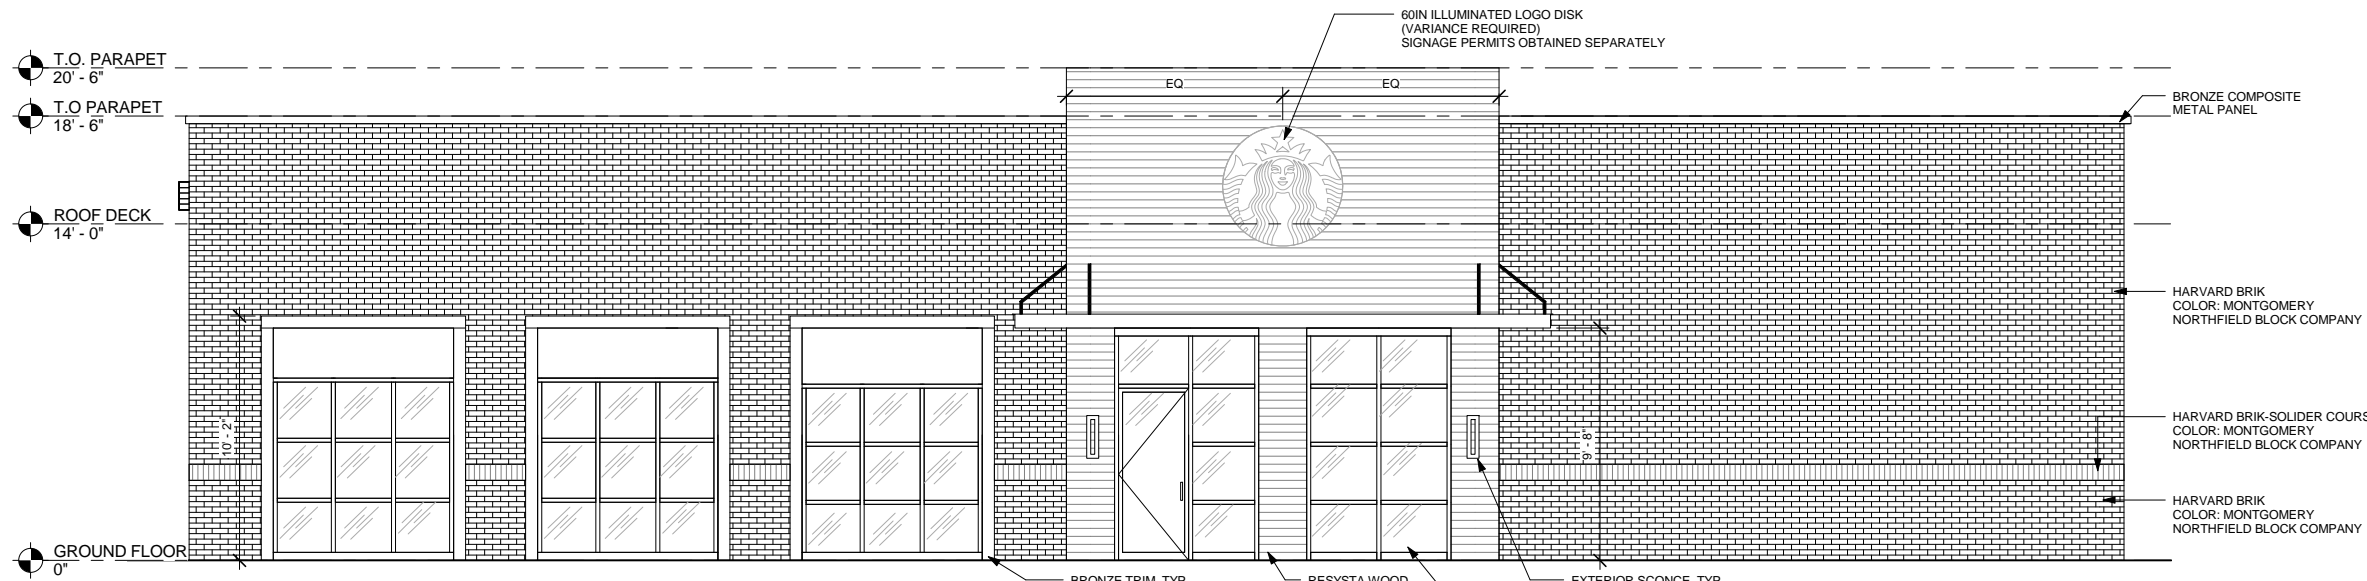 60IN ILLUMINATED LOGO DISK
(VARIANCE REQUIRED)
SIGNAGE PERMITS OBTAINED SEPARATELY
T.O. PARAPET
20' - 6"
T.O PARAPET
18' - 6"
ROOF DECK
14' - 0"
GROUND FLOOR
0"
EQ
EQ
10' - 2"
9' - 8"
BRONZE COMPOSITE
METAL PANEL
HARVARD BRIK
COLOR: MONTGOMERY
NORTHFIELD BLOCK COMPANY
HARVARD BRIK-SOLIDER COURS
COLOR: MONTGOMERY
NORTHFIELD BLOCK COMPANY
HARVARD BRIK
COLOR: MONTGOMERY
NORTHFIELD BLOCK COMPANY
BRONZE TRIM, TYP
RESYSTA WOOD
EXTERIOR SCONCE, TYP